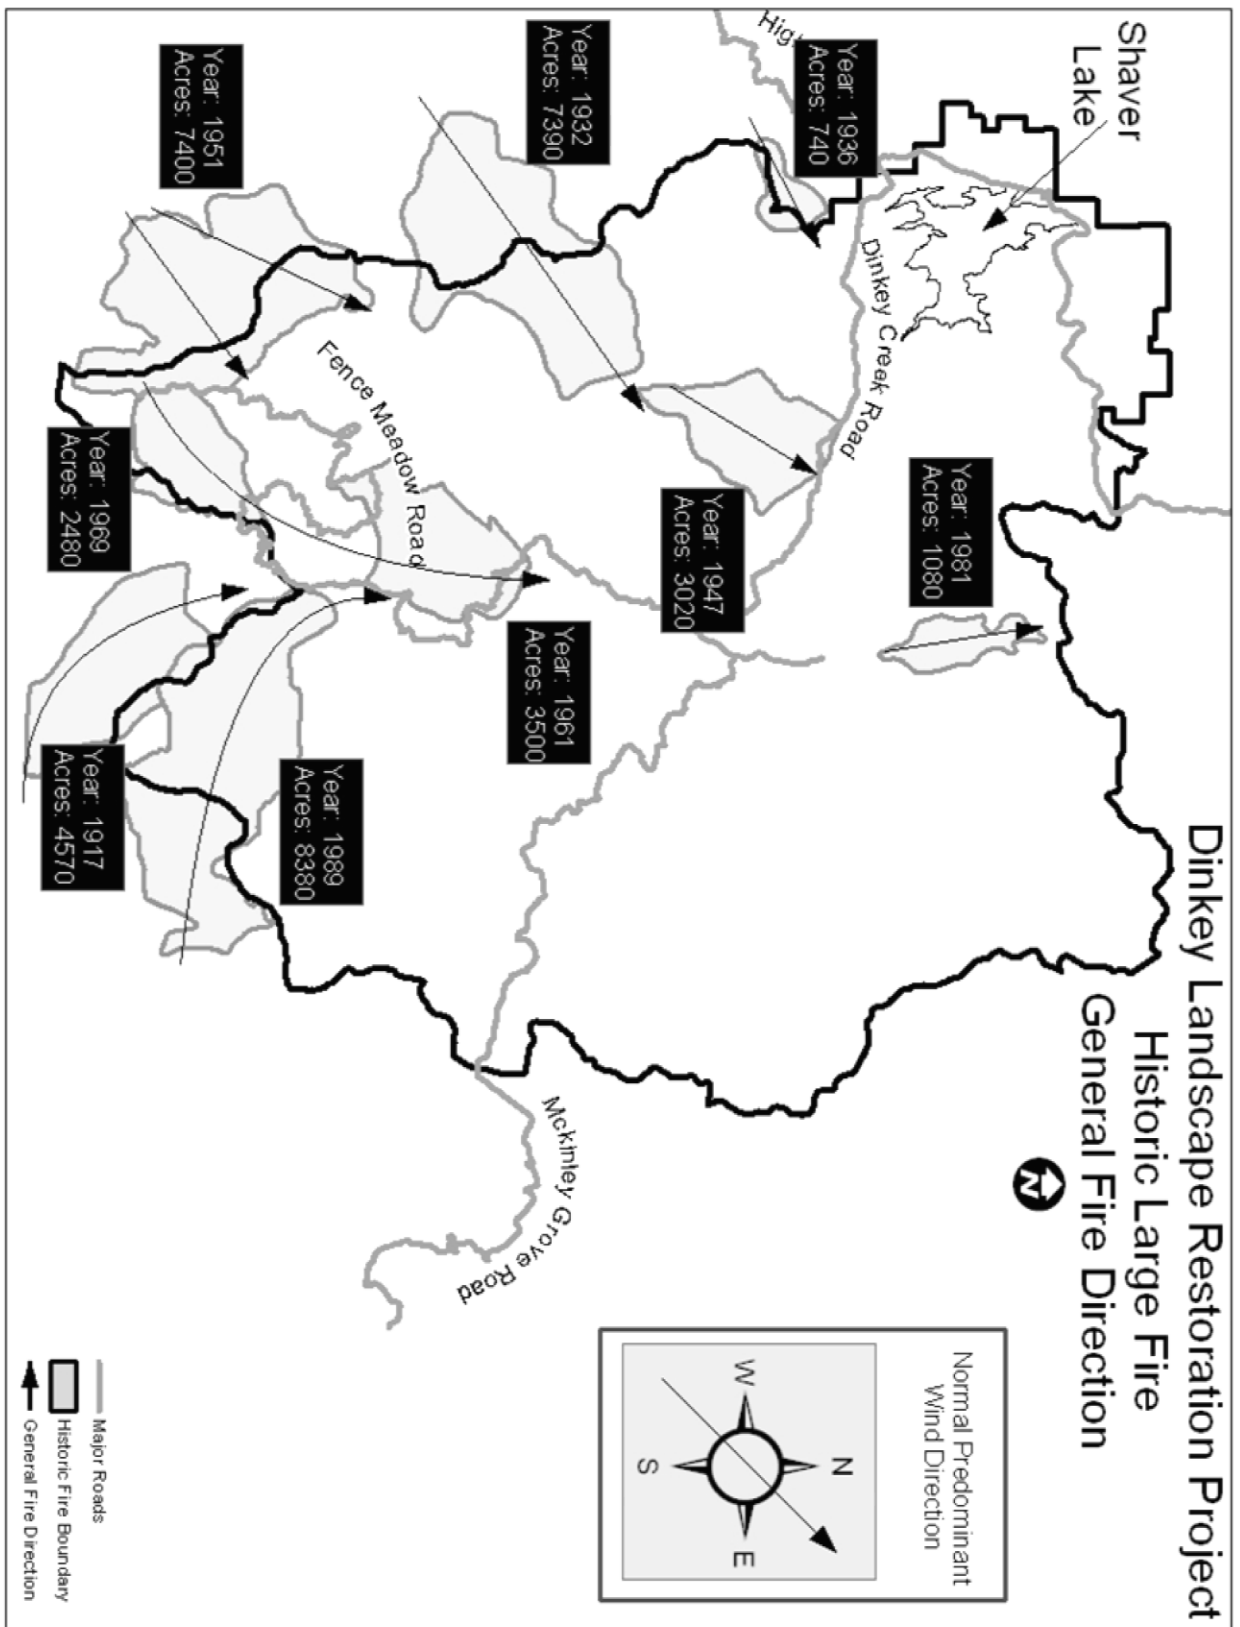 Dinkey Landscape Restoration Project
Historic Large Fire
General Fire Direction
N
Shaver
Lake
Year: 1936
Acres: 740
Year: 1932
Acres: 7390
Year: 1951
Acres: 7400
Dinkey Creek Road
Fence Meadow Road
Year: 1981
Acres: 1080
Year: 1947
Acres: 3020
Year: 1969
Acres: 2480
Year: 1961
Acres: 3500
Year: 1989
Acres: 8380
Year: 1917
Acres: 4570
Mckinley Grove Road
Normal Predominant
Wind Direction
N
W
E
S
Major Roads
Historic Fire Boundary
General Fire Direction